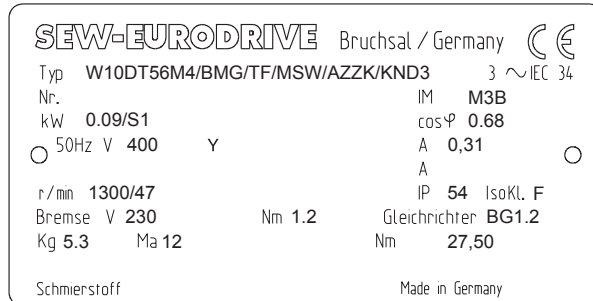 SEW-EURODRIVE Bruchsal / Germany CE
Typ W10DT56M4/BMG/TF/MSW/AZZK/KND3 3 ~ IEC 34
Nr. IM M3B
kW 0.09/S1 cosφ 0.68
50Hz V 400 Y A 0,31
A
r/min 1300/47 IP 54 IsoKl. F
Bremse V 230 Nm 1.2 Gleichrichter BG1.2
Kg 5.3 Ma 12 Nm 27,50
Schmierstoff Made in Germany